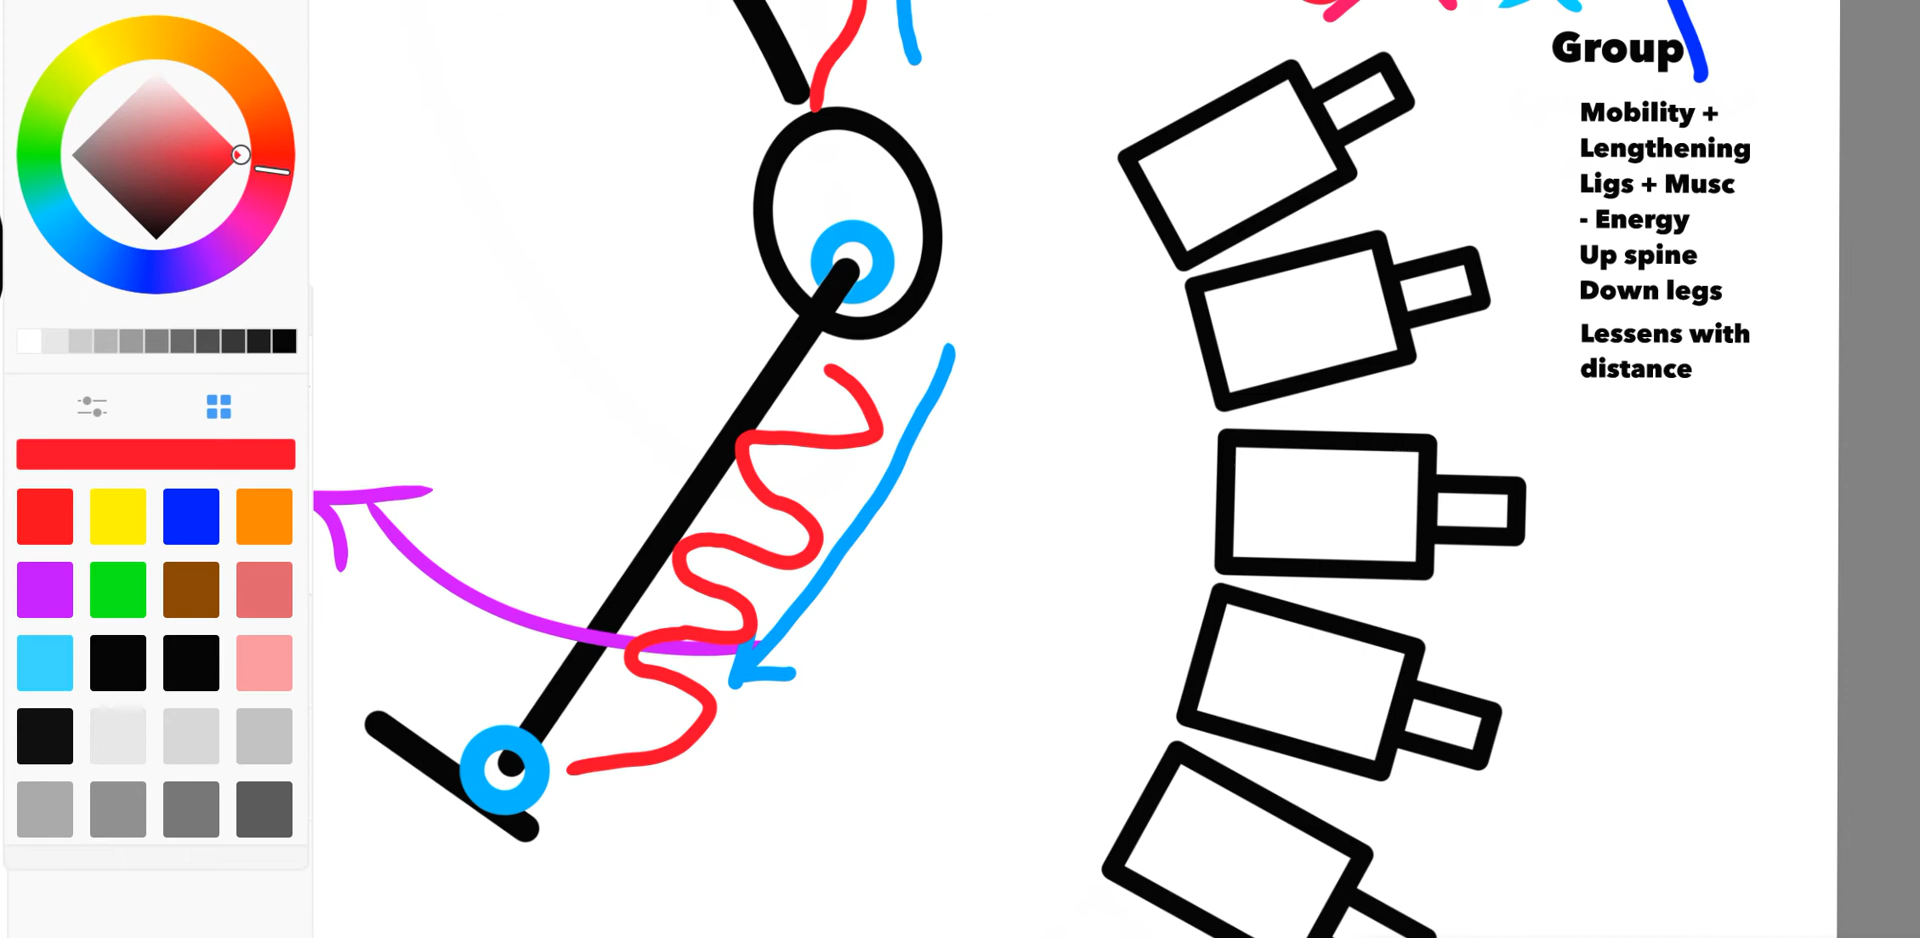 Group
Mobility +
Lengthening
Ligs + Musc
- Energy
Up spine
Down legs
Lessens with
distance